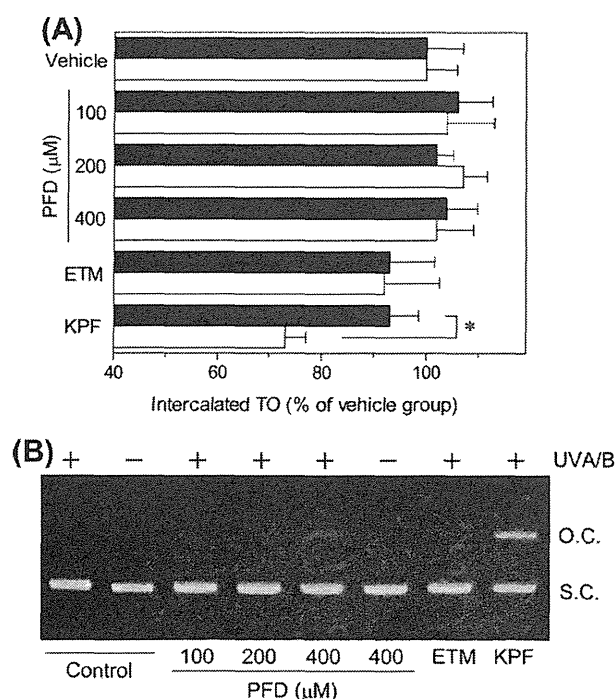 (A)
Vehicle
PFD (μM)
100
200
400
ETM
KPF
*
40 60 80 100
Intercalated TO (% of vehicle group)
(B)
+ − + + + − + + UVA/B
O.C.
S.C.
100 200 400 400 ETM KPF
Control PFD (μM)